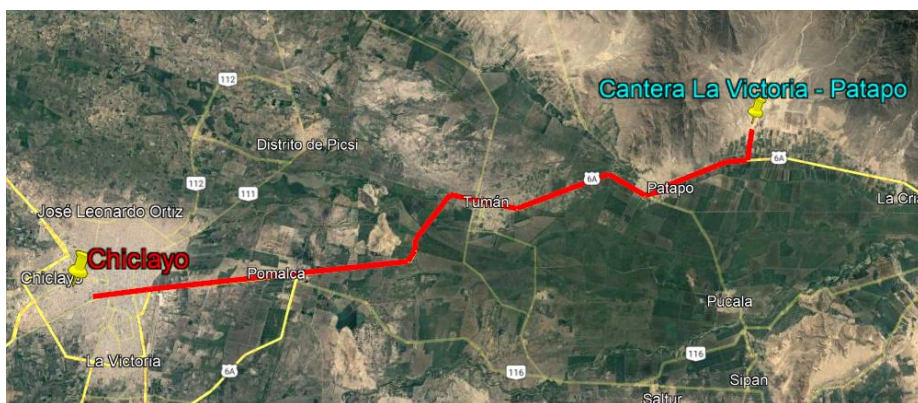 112
Cantera La Victoria - Patapo
Distrito de Picsi
6A
112
111
6A
Patapo
La Cria
José Leonardo Ortiz
Tumán
Chiclayo
Chiclayo
Pomalca
Pucala
La Victoria
6A
116
116
Sipan
Saltur